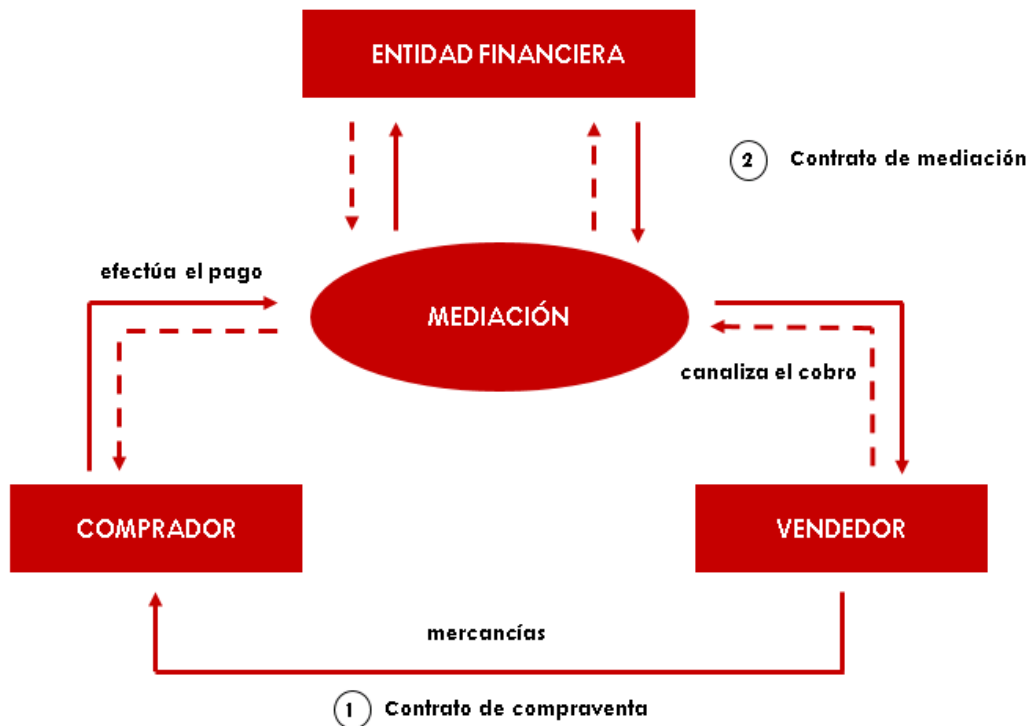 ENTIDAD FINANCIERA
2 Contrato de mediación
efectúa el pago
MEDIACIÓN
canaliza el cobro
COMPRADOR
VENDEDOR
mercancías
1 Contrato de compraventa